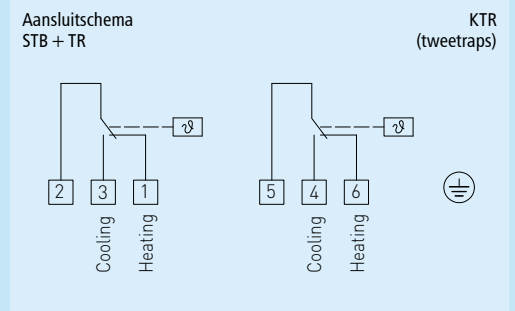 Aansluitschema
STB + TR
KTR
(tweetraps)
ϑ
ϑ
2
3
1
5
4
6
Cooling
Heating
Cooling
Heating